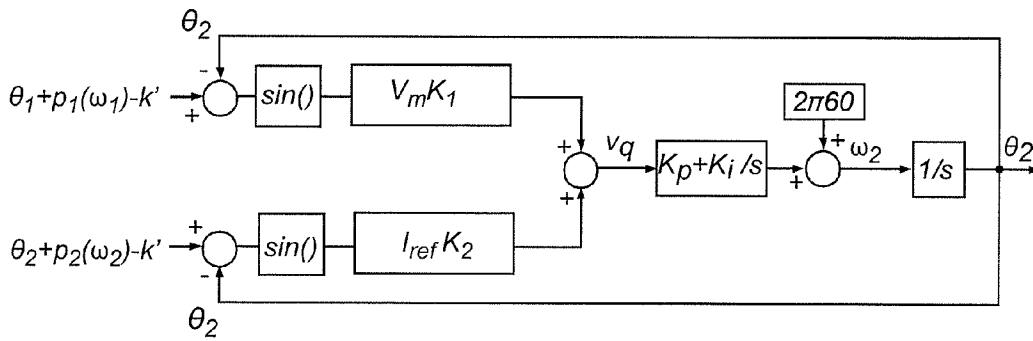 θ2
-
θ1+p1(ω1)-k'
+
sin()
VmK1
+
+
vq
Kp+Ki /s
2π60
+
+
ω2
1/s
θ2
θ2+p2(ω2)-k'
+
-
sin()
IrefK2
θ2